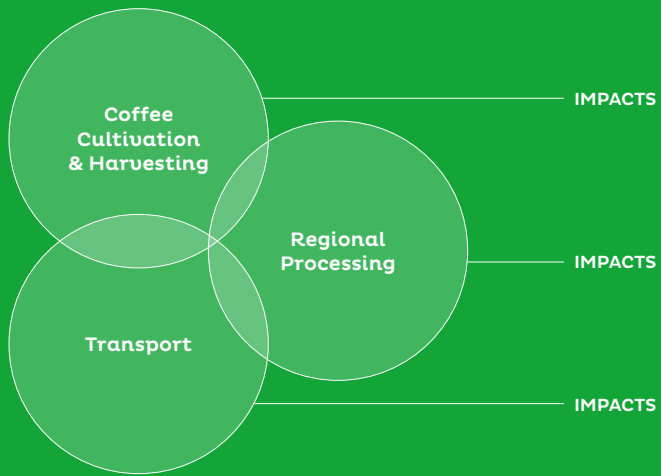 Coffee
Cultivation
& Harvesting
IMPACTS
Regional
Processing
IMPACTS
Transport
IMPACTS